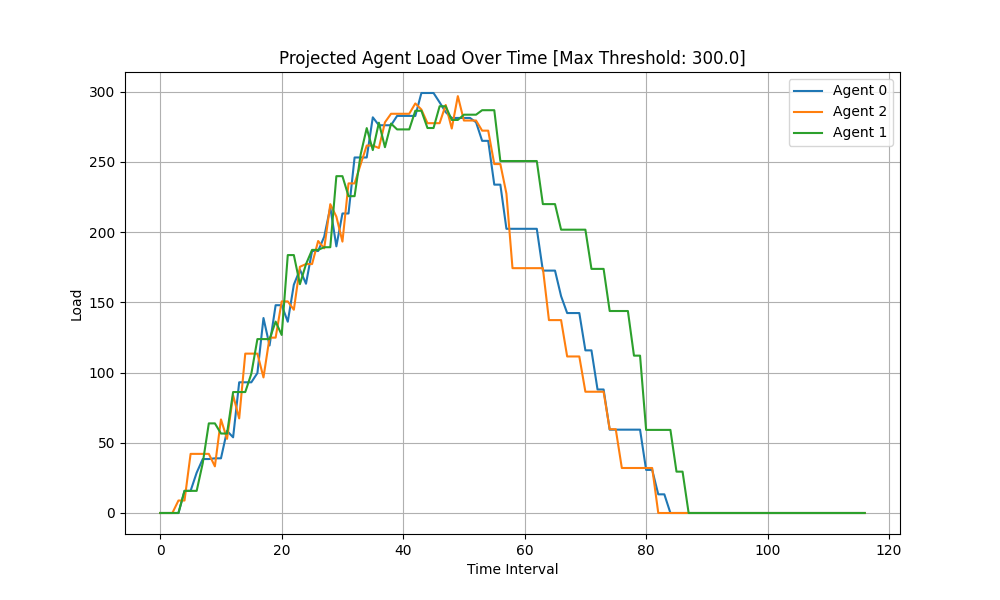 Projected Agent Load Over Time [Max Threshold: 300.0]
Agent 0
Agent 2
Agent 1
Load
300
250
200
150
100
50
0
0 20 40 60 80 100 120
Time Interval